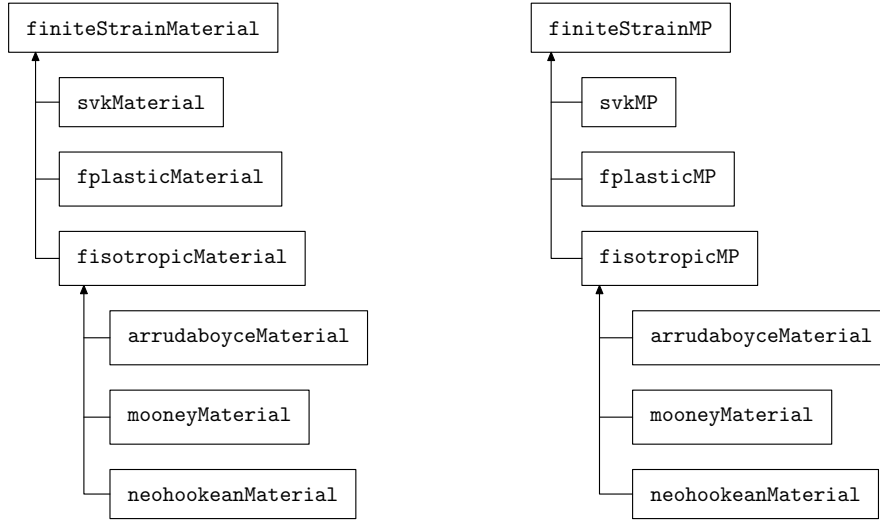 finiteStrainMaterial
svkMaterial
fplasticMaterial
fisotropicMaterial
arrudaboyceMaterial
mooneyMaterial
neohookeanMaterial
finiteStrainMP
svkMP
fplasticMP
fisotropicMP
arrudaboyceMaterial
mooneyMaterial
neohookeanMaterial